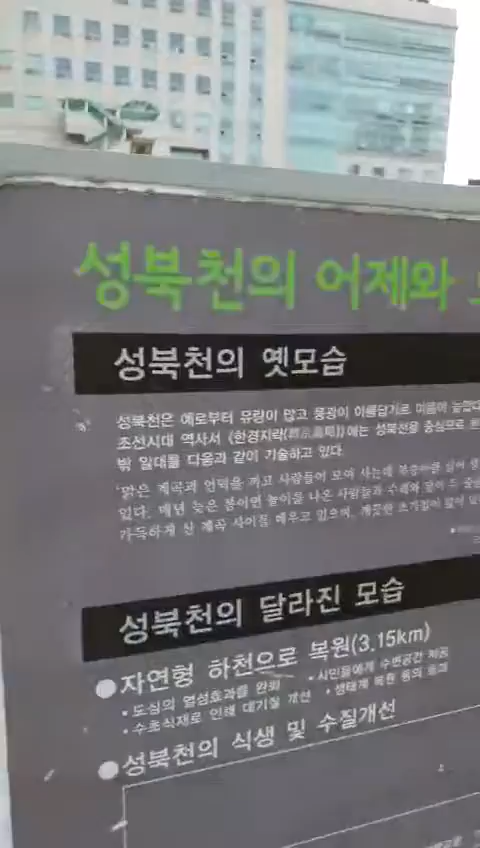 성북천의 어제와
성북천의 옛모습
성북천은 예로부터 유량이 많고 풍광이 아름답기로 이름이 높았다
조선시대 역사서 《한경지략(漢京識略)》에는 성북천을 중심으로
밖 일대를 다음과 같이 기술하고 있다.
'맑은 계곡과 언덕을 끼고 사람들이 모여 사는데 복숭아를 심어
있다. 매년 늦은 봄이면 놀이를 나온 사람들과 수레와 말이
가득하게 산 계곡 사이를 메우고 있으며, 깨끗한 초가집이 많이
성북천의 달라진 모습
●자연형 하천으로 복원(3.15km)
• 도심의 열섬효과를 완화 • 시민들에게 수변공간 제공
• 수초식재로 인해 대기질 개선 • 생태계 복원 등의 효과
●성북천의 식생 및 수질개선